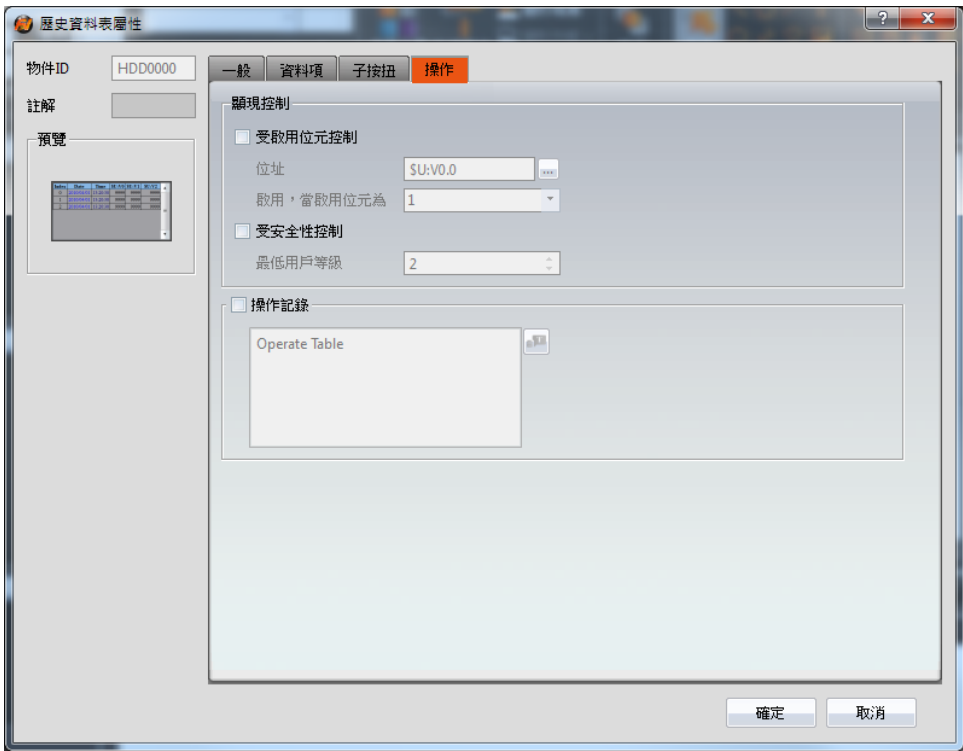 歷史資料表屬性
?
物件ID
HDD0000
註解
預覽
Index Date Time
一般
資料項
子按扭
操作
顯現控制
受啟用位元控制
位址
$U:V0.0
...
啟用，當啟用位元為
1
受安全性控制
最低用戶等級
2
操作記錄
Operate Table
確定
取消